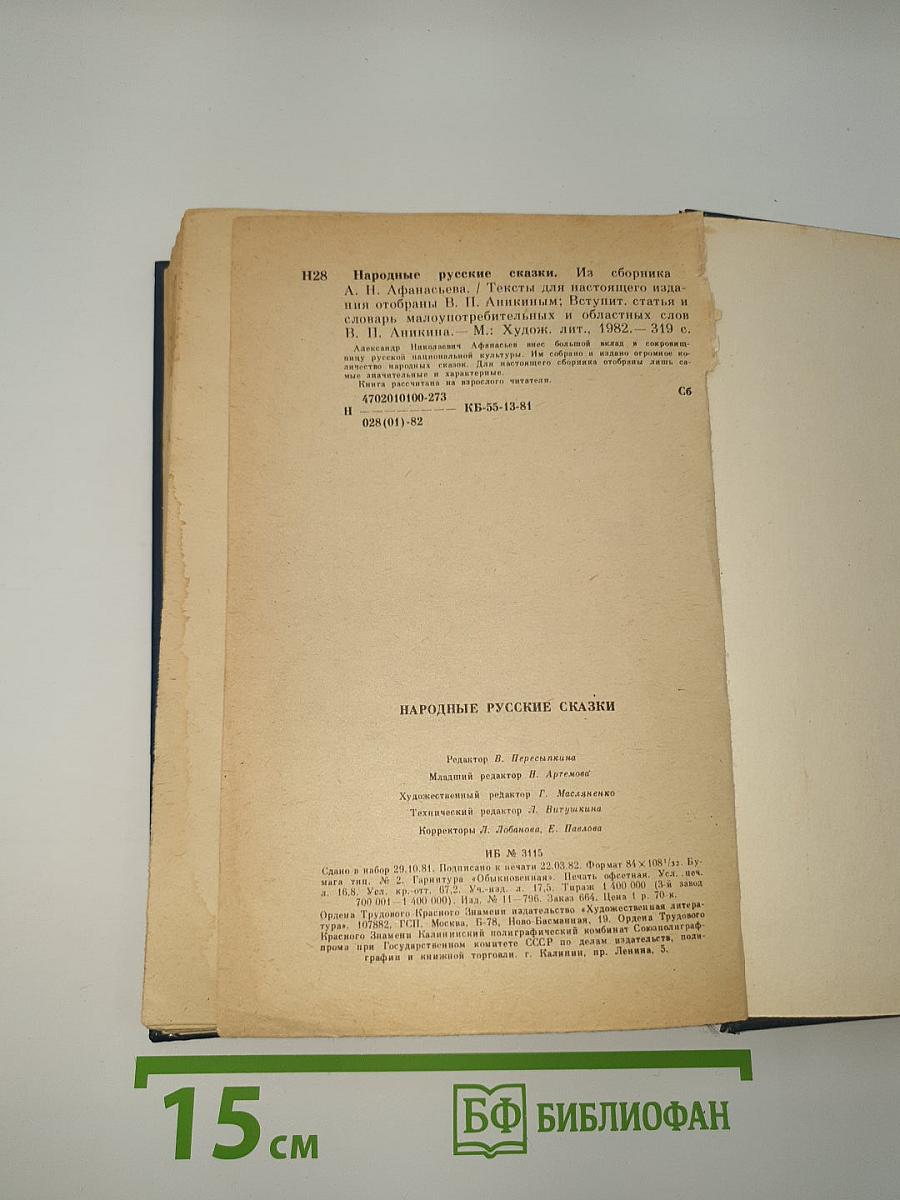 Н28 Народные русские сказки. Из сборника
А. Н. Афанасьева. / Тексты для настоящего изда-
ния отобраны В. П. Аникиным; Вступит. статья и
словарь малоупотребительных и областных слов
В. П. Аникина.— М.: Худож. лит., 1982.— 319 с.
Александр Николаевич Афанасьев внес большой вклад в сокровищ-
ницу русской национальной культуры. Им собрано и издано огромное ко-
личество народных сказок. Для настоящего сборника отобраны лишь са-
мые значительные и характерные.
Книга рассчитана на взрослого читателя.
4702010100-273
Н ———————— КБ-55-13-81
028(01)-82
Сб
НАРОДНЫЕ РУССКИЕ СКАЗКИ
Редактор В. Пересыпкина
Младший редактор Н. Артемова
Художественный редактор Г. Масляненко
Технический редактор Л. Витушкина
Корректоры Л. Лобанова, Е. Павлова
ИБ № 3115
Сдано в набор 29.10.81. Подписано к печати 22.03.82. Формат 84×108¹/₃₂. Бу-
мага тип. № 2. Гарнитура «Обыкновенная». Печать офсетная. Усл. печ.
л. 16,8. Усл. кр.-отт. 67,2. Уч.-изд. л. 17,5. Тираж 1 400 000 (3-й завод
700 001—1 400 000). Изд. № 11—796. Заказ 664. Цена 1 р. 70 к.
Ордена Трудового Красного Знамени издательство «Художественная литера-
тура». 107882, ГСП, Москва, Б-78, Ново-Басманная, 19. Ордена Трудового
Красного Знамени Калининский полиграфический комбинат Союзполиграф-
прома при Государственном комитете СССР по делам издательств, поли-
графии и книжной торговли. г. Калинин, пр. Ленина, 5.
15 см
БФ БИБЛИОФАН